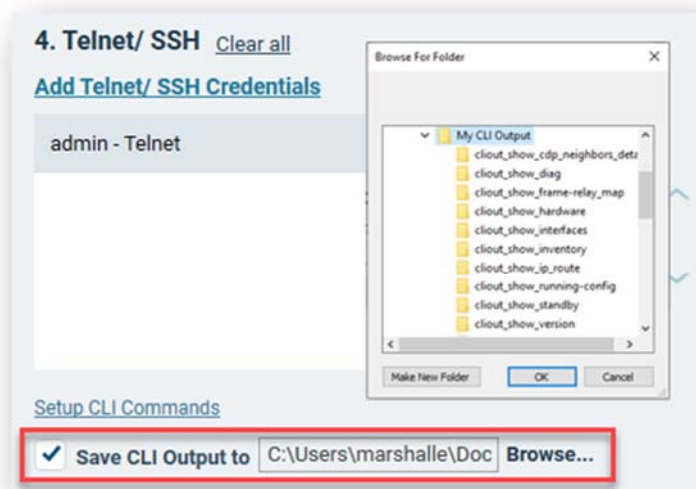 4. Telnet/ SSH Clear all
Add Telnet/ SSH Credentials
admin - Telnet
Browse For Folder
My CLI Output
cliout_show_cdp_neighbors_deta
cliout_show_diag
cliout_show_frame-relay_map
cliout_show_hardware
cliout_show_interfaces
cliout_show_inventory
cliout_show_ip_route
cliout_show_running-config
cliout_show_standby
cliout_show_version
Make New Folder OK Cancel
Setup CLI Commands
Save CLI Output to C:\Users\marshalle\Doc Browse...